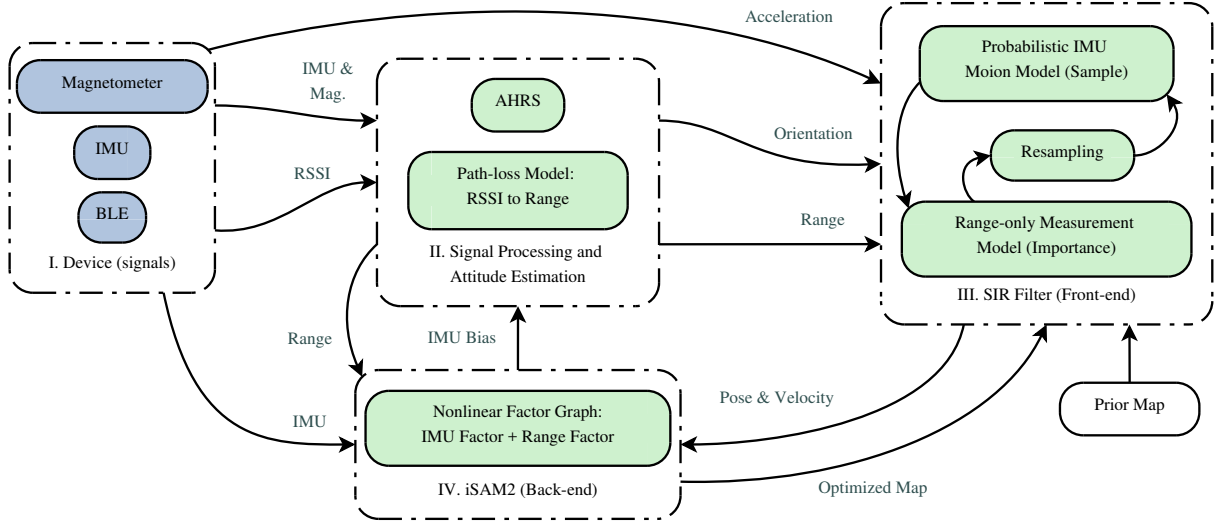 Acceleration
Magnetometer
IMU
BLE
I. Device (signals)
IMU &
Mag.
RSSI
AHRS
Path-loss Model:
RSSI to Range
II. Signal Processing and
Attitude Estimation
Orientation
Range
Probabilistic IMU
Moion Model (Sample)
Resampling
Range-only Measurement
Model (Importance)
III. SIR Filter (Front-end)
Range
IMU Bias
IMU
Nonlinear Factor Graph:
IMU Factor + Range Factor
IV. iSAM2 (Back-end)
Pose & Velocity
Optimized Map
Prior Map